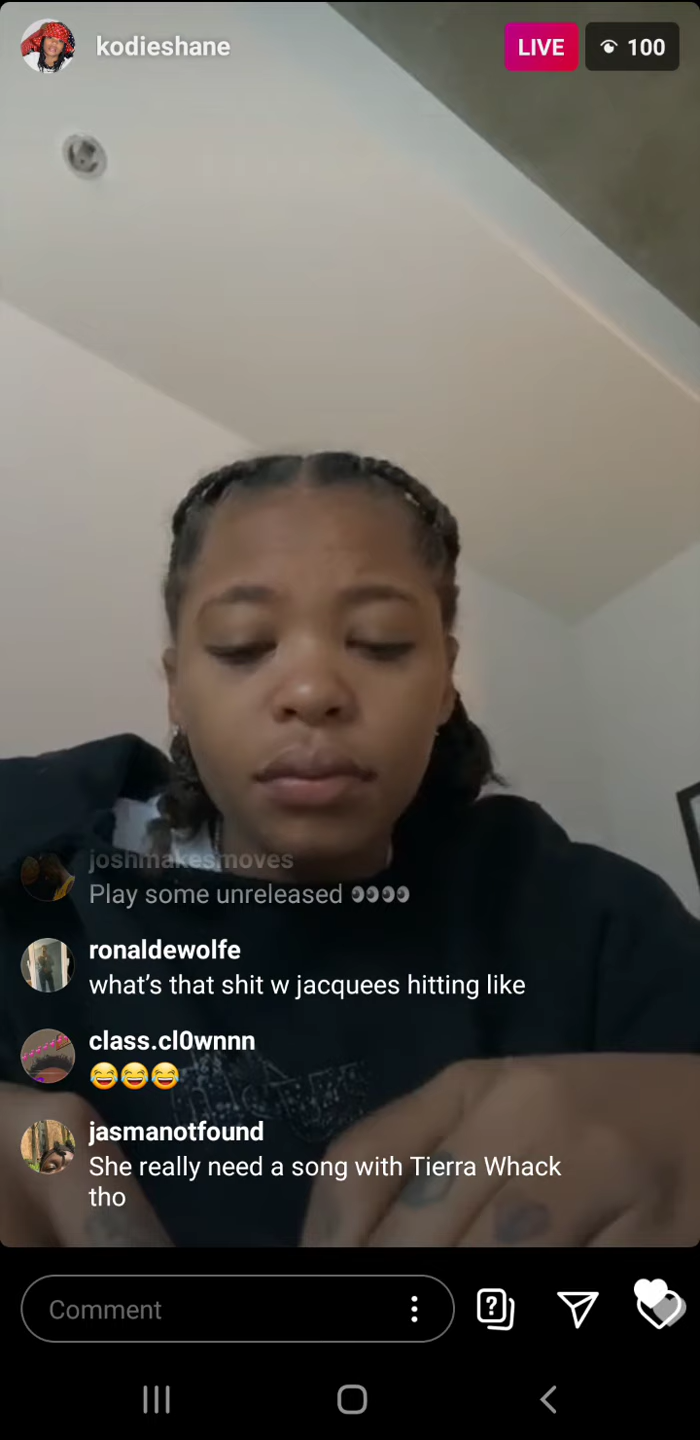 kodieshane
LIVE
100
joshmakesmoves
Play some unreleased 👀👀
ronaldewolfe
what's that shit w jacquees hitting like
class.cl0wnnn
😂😂😂
jasmanotfound
She really need a song with Tierra Whack
tho
Comment